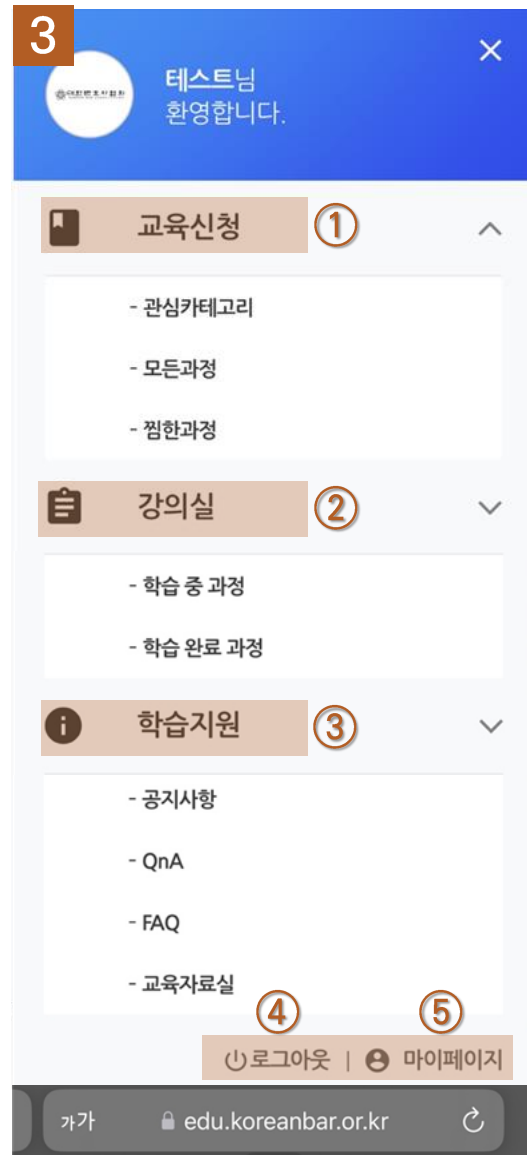 3
테스트님
환영합니다.
교육신청 ①
- 관심카테고리
- 모든과정
- 찜한과정
강의실 ②
- 학습 중 과정
- 학습 완료 과정
학습지원 ③
- 공지사항
- QnA
- FAQ
- 교육자료실
④ ⑤
로그아웃 | 마이페이지
가가 edu.koreanbar.or.kr